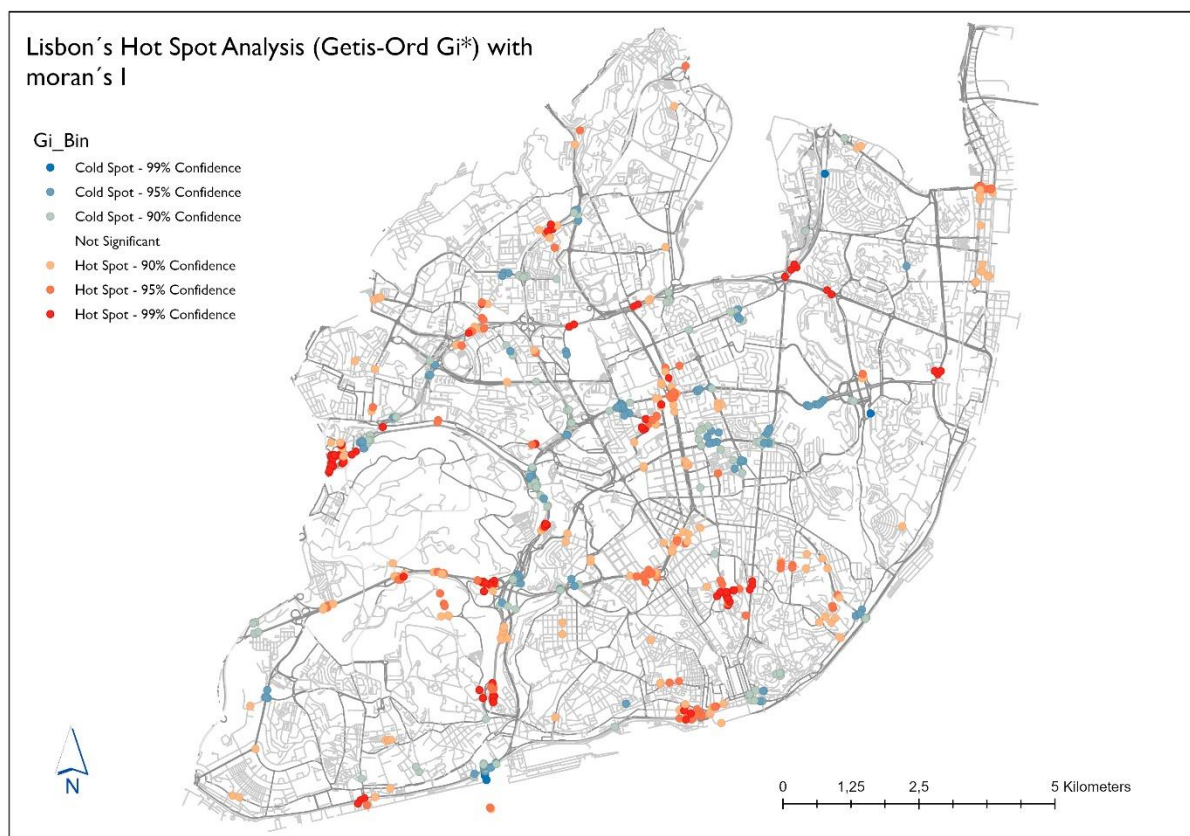 Lisbon´s Hot Spot Analysis (Getis-Ord Gi*) with
moran´s I
Gi_Bin
Cold Spot - 99% Confidence
Cold Spot - 95% Confidence
Cold Spot - 90% Confidence
Not Significant
Hot Spot - 90% Confidence
Hot Spot - 95% Confidence
Hot Spot - 99% Confidence
N
0 1,25 2,5 5 Kilometers